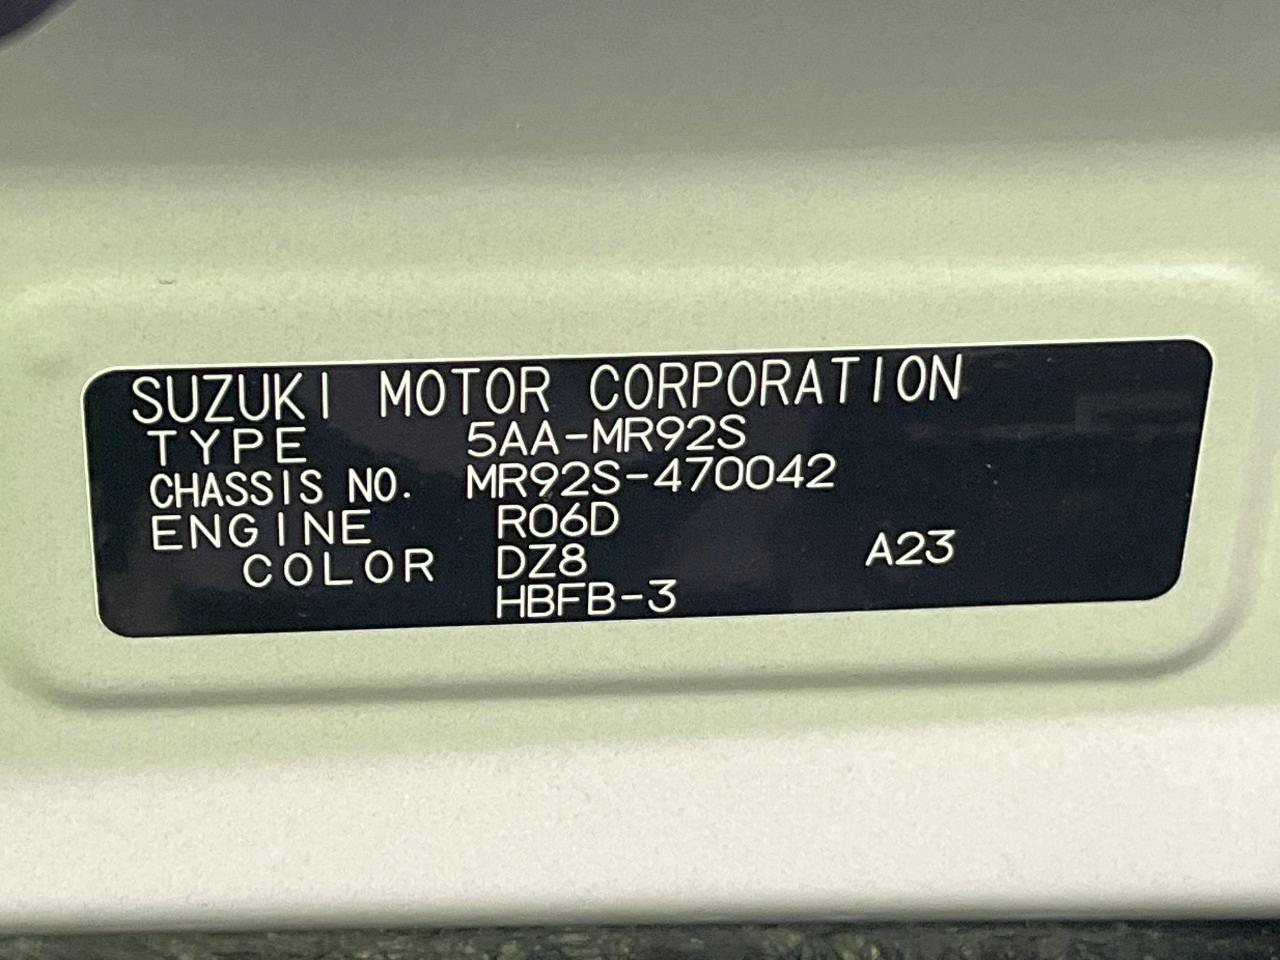 SUZUKI MOTOR CORPORATION
TYPE 5AA-MR92S
CHASSIS NO. MR92S-470042
ENGINE R06D
COLOR DZ8 A23
HBFB-3